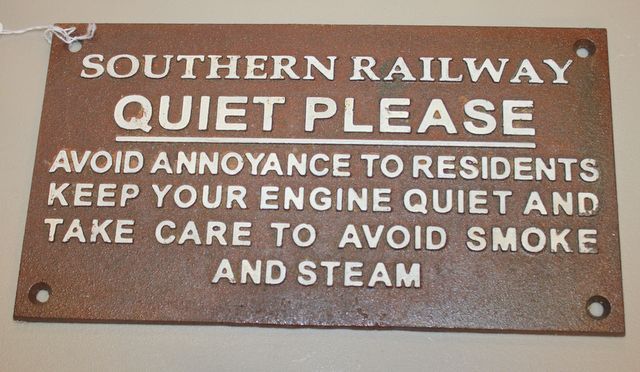 SOUTHERN RAILWAY
QUIET PLEASE
AVOID ANNOYANCE TO RESIDENTS
KEEP YOUR ENGINE QUIET AND
TAKE CARE TO AVOID SMOKE
AND STEAM